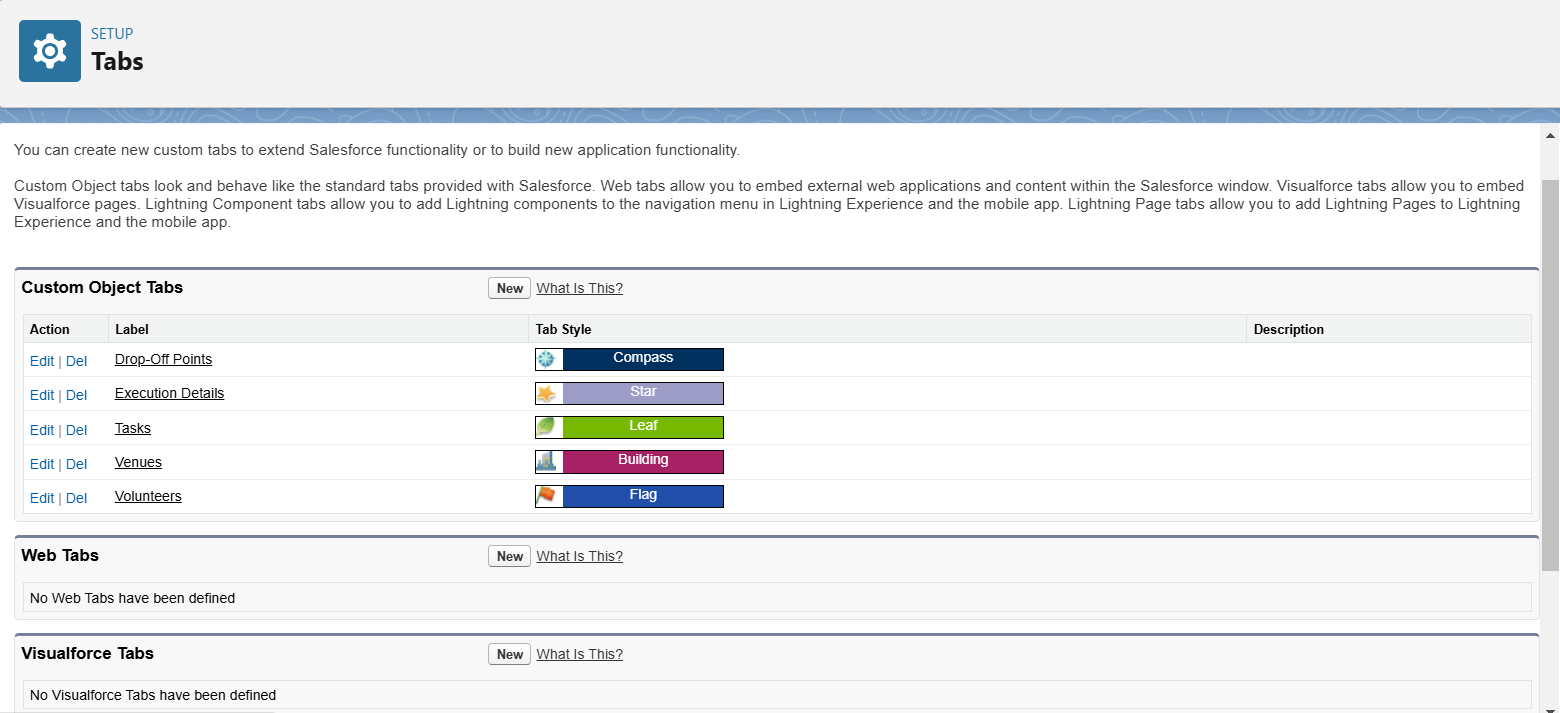 SETUP
Tabs
You can create new custom tabs to extend Salesforce functionality or to build new application functionality.
Custom Object tabs look and behave like the standard tabs provided with Salesforce. Web tabs allow you to embed external web applications and content within the Salesforce window. Visualforce tabs allow you to embed
Visualforce pages. Lightning Component tabs allow you to add Lightning components to the navigation menu in Lightning Experience and the mobile app. Lightning Page tabs allow you to add Lightning Pages to Lightning
Experience and the mobile app.
Custom Object Tabs New What Is This?
Action Label Tab Style Description
Edit | Del Drop-Off Points Compass
Edit | Del Execution Details Star
Edit | Del Tasks Leaf
Edit | Del Venues Building
Edit | Del Volunteers Flag
Web Tabs New What Is This?
No Web Tabs have been defined
Visualforce Tabs New What Is This?
No Visualforce Tabs have been defined